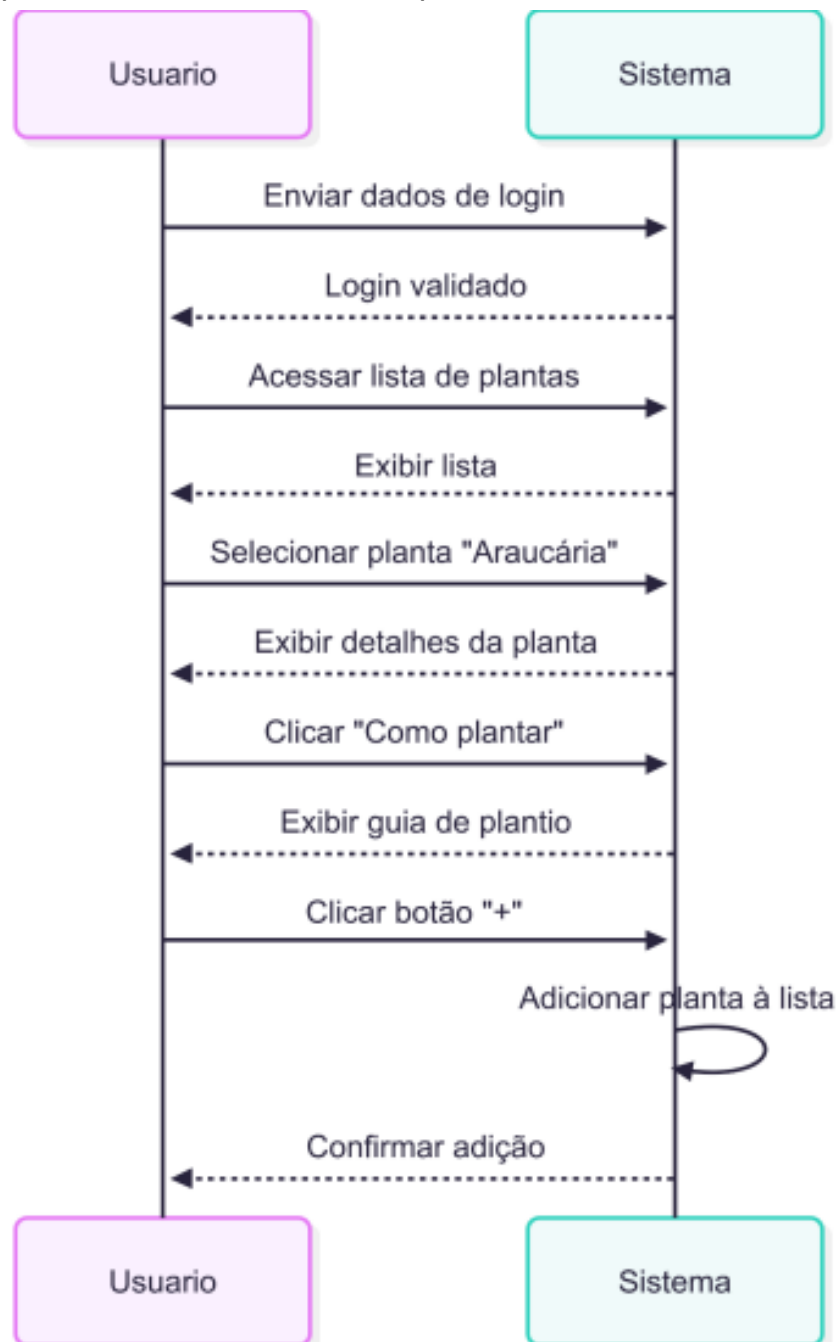 Usuario
Sistema
Enviar dados de login
Login validado
Acessar lista de plantas
Exibir lista
Selecionar planta "Araucária"
Exibir detalhes da planta
Clicar "Como plantar"
Exibir guia de plantio
Clicar botão "+"
Adicionar planta à lista
Confirmar adição
Usuario
Sistema